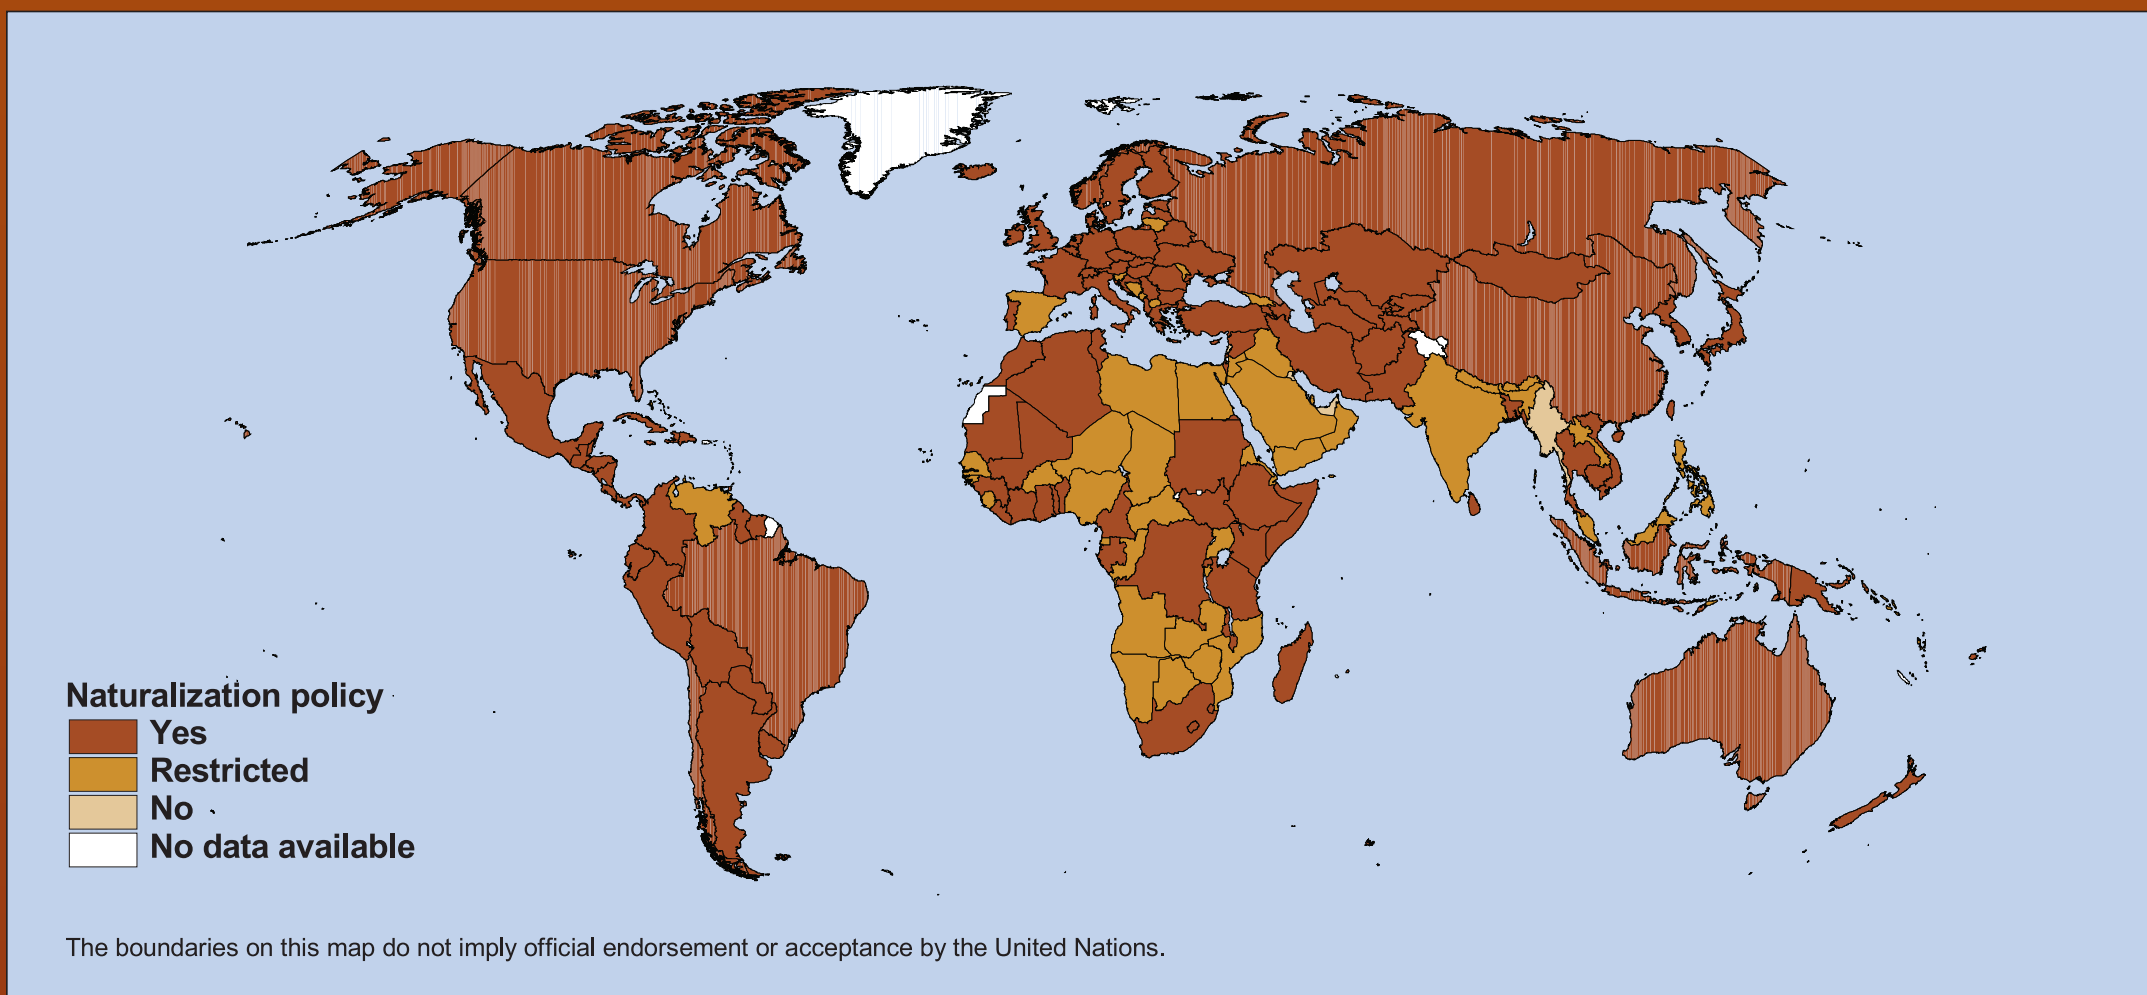 Naturalization policy
Yes
Restricted
No
No data available
The boundaries on this map do not imply official endorsement or acceptance by the United Nations.